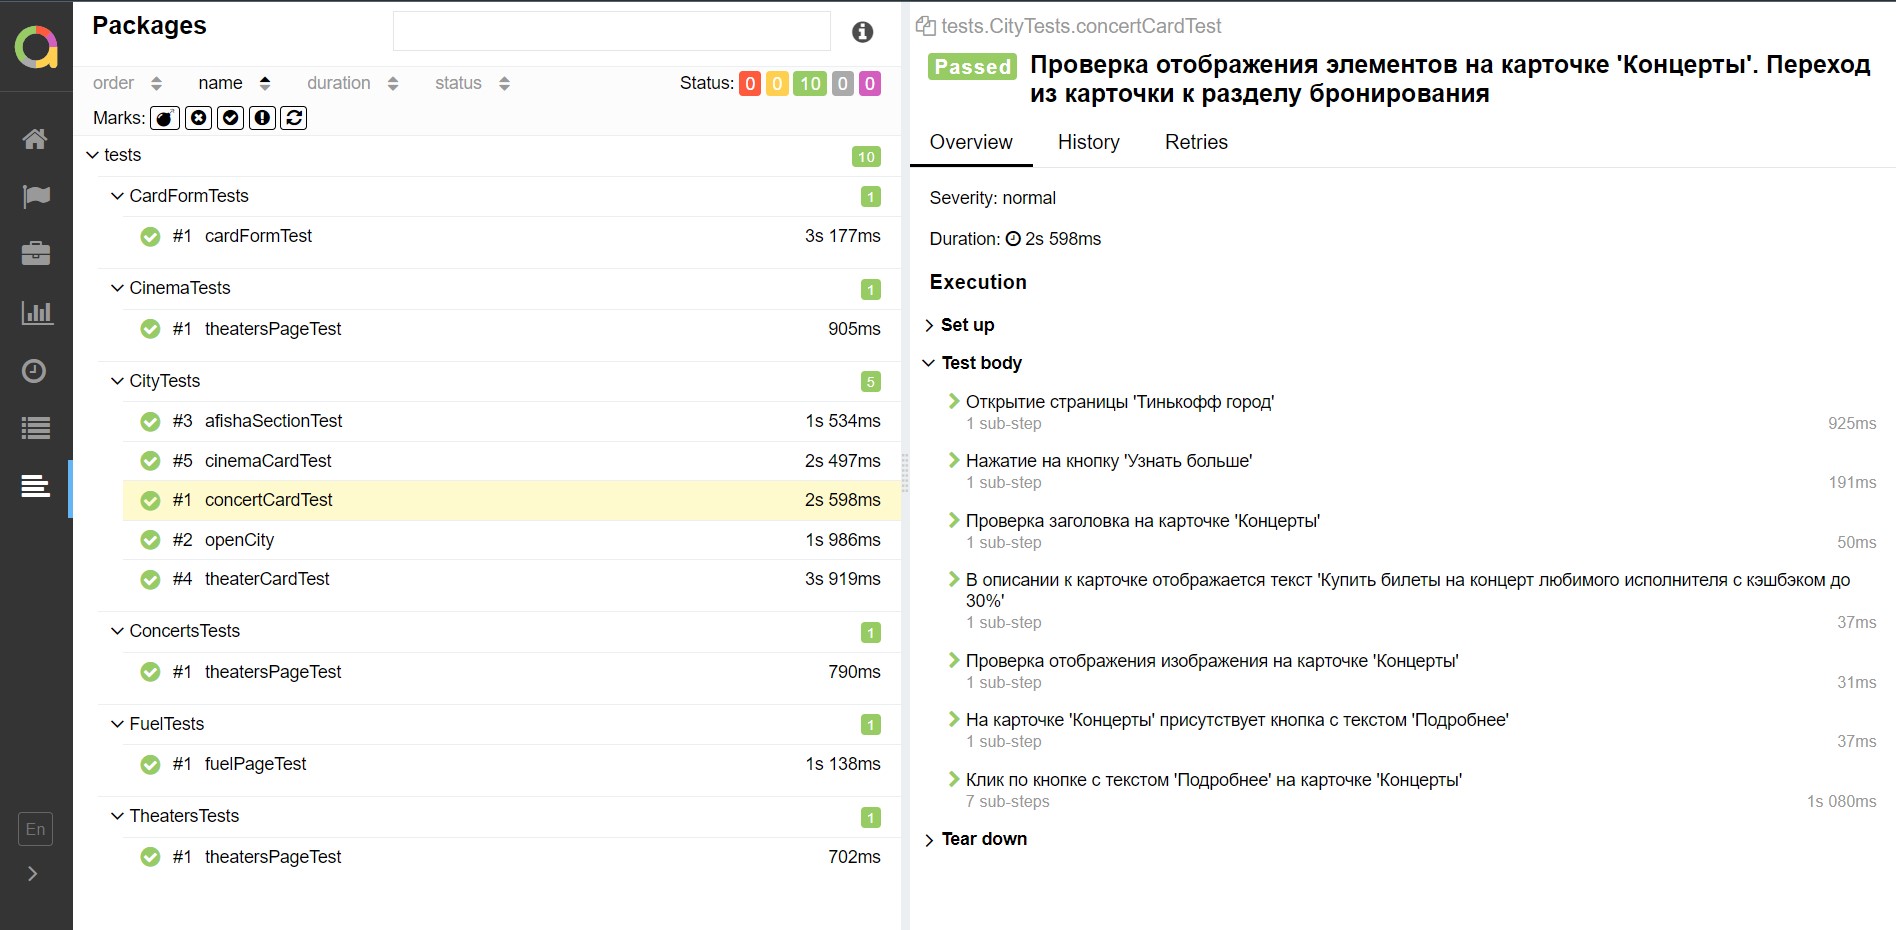 Packages
order name duration status Status: 0 0 10 0 0
Marks:
tests 10
CardFormTests 1
#1 cardFormTest 3s 177ms
CinemaTests 1
#1 theatersPageTest 905ms
CityTests 5
#3 afishaSectionTest 1s 534ms
#5 cinemaCardTest 2s 497ms
#1 concertCardTest 2s 598ms
#2 openCity 1s 986ms
#4 theaterCardTest 3s 919ms
ConcertsTests 1
#1 theatersPageTest 790ms
FuelTests 1
#1 fuelPageTest 1s 138ms
TheatersTests 1
#1 theatersPageTest 702ms
En
tests.CityTests.concertCardTest
Passed Проверка отображения элементов на карточке 'Концерты'. Переход
из карточки к разделу бронирования
Overview History Retries
Severity: normal
Duration: 2s 598ms
Execution
Set up
Test body
Открытие страницы 'Тинькофф город'
1 sub-step 925ms
Нажатие на кнопку 'Узнать больше'
1 sub-step 191ms
Проверка заголовка на карточке 'Концерты'
1 sub-step 50ms
В описании к карточке отображается текст 'Купить билеты на концерт любимого исполнителя с кэшбэком до
30%'
1 sub-step 37ms
Проверка отображения изображения на карточке 'Концерты'
1 sub-step 31ms
На карточке 'Концерты' присутствует кнопка с текстом 'Подробнее'
1 sub-step 37ms
Клик по кнопке с текстом 'Подробнее' на карточке 'Концерты'
7 sub-steps 1s 080ms
Tear down